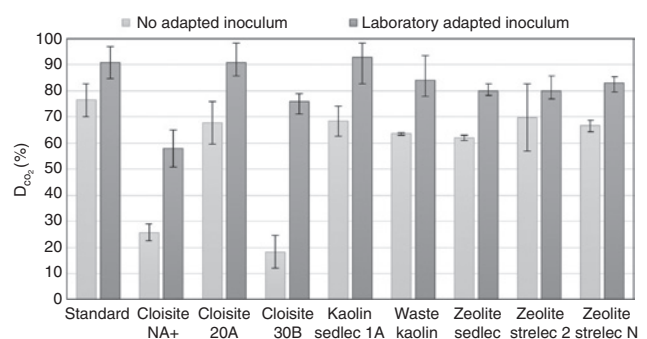 No adapted inoculum Laboratory adapted inoculum
100
90
80
70
60
50
40
30
20
10
0
D_CO₂ (%)
Standard Cloisite Cloisite Cloisite Kaolin Waste Zeolite Zeolite Zeolite
NA+ 20A 30B sedlec 1A kaolin sedlec strelec 2 strelec N